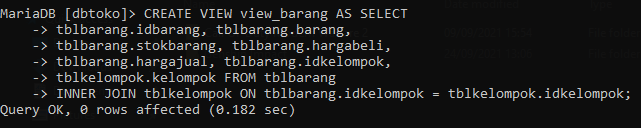 MariaDB [dbtoko]> CREATE VIEW view_barang AS SELECT
    -> tblbarang.idbarang, tblbarang.barang,
    -> tblbarang.stokbarang, tblbarang.hargabeli,
    -> tblbarang.hargajual, tblbarang.idkelompok,
    -> tblkelompok.kelompok FROM tblbarang
    -> INNER JOIN tblkelompok ON tblbarang.idkelompok = tblkelompok.idkelompok;
Query OK, 0 rows affected (0.182 sec)